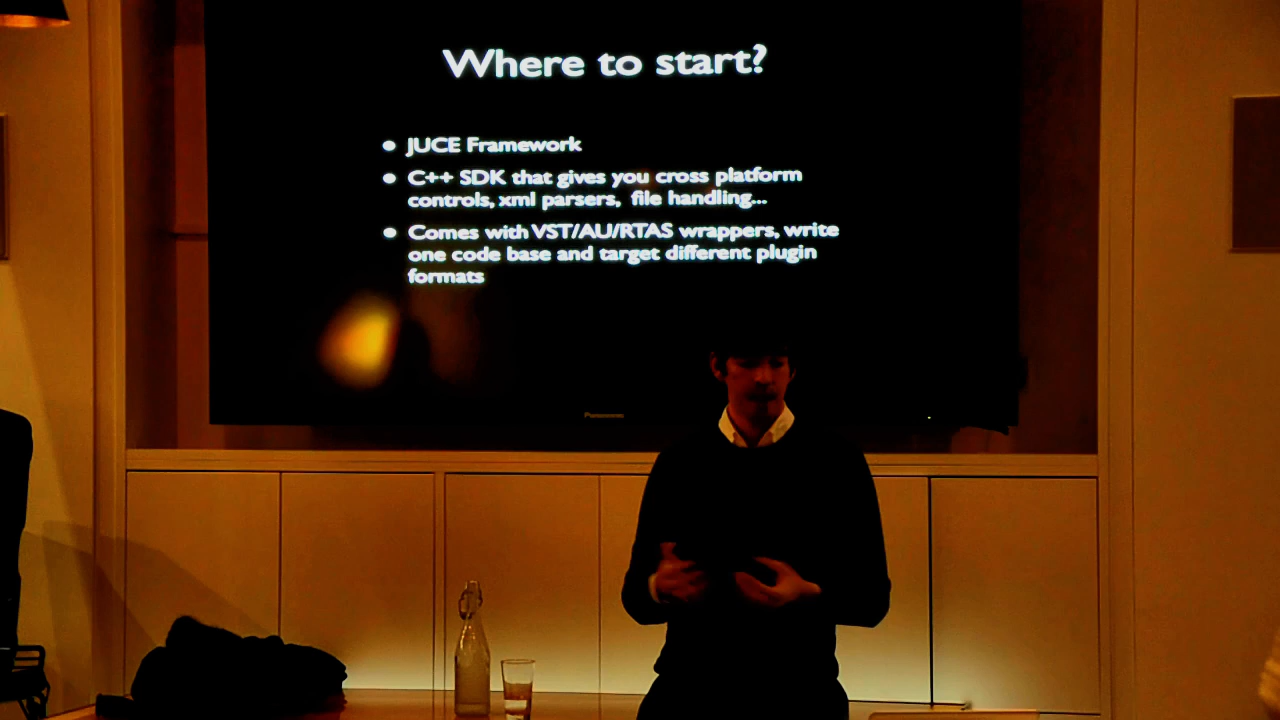 Where to start?
JUCE Framework
C++ SDK that gives you cross platform
controls, xml parsers, file handling...
Comes with VST/AU/RTAS wrappers, write
one code base and target different plugin
formats
Panasonic